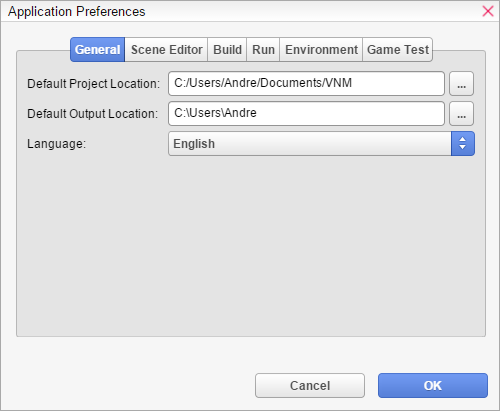 Application Preferences
General Scene Editor Build Run Environment Game Test
Default Project Location: C:/Users/Andre/Documents/VNM ...
Default Output Location: C:\Users\Andre ...
Language: English
Cancel OK